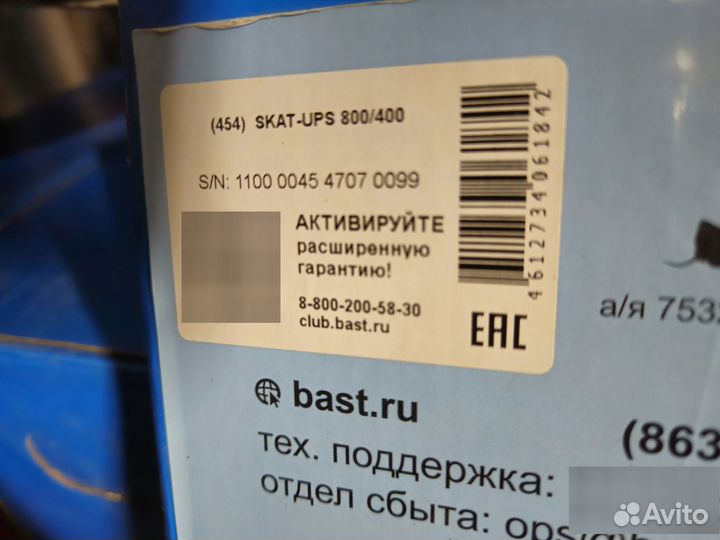 (454) SKAT-UPS 800/400
S/N: 1100 0045 4707 0099
АКТИВИРУЙТЕ
расширенную
гарантию!
8-800-200-58-30
club.bast.ru
4612734061842
EAC
а/я 7532
bast.ru
(863
тех. поддержка:
отдел сбыта:
Avito